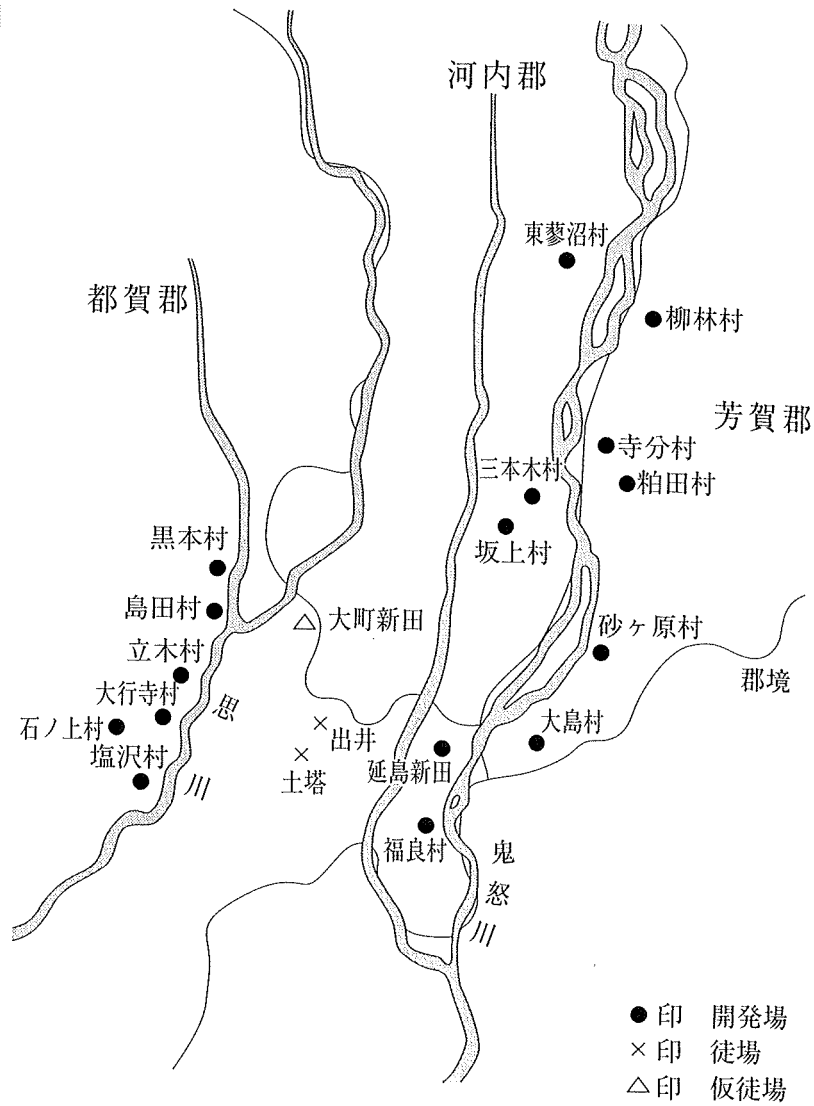 河内郡
東蓼沼村
都賀郡
柳林村
芳賀郡
寺分村
三本木村
粕田村
坂上村
黒本村
島田村
大町新田
立木村
砂ヶ原村
大行寺村
郡境
石ノ上村
思川
出井
大島村
塩沢村
土塔
延島新田
福良村
鬼怒川
●印 開発場
×印 徒場
△印 仮徒場